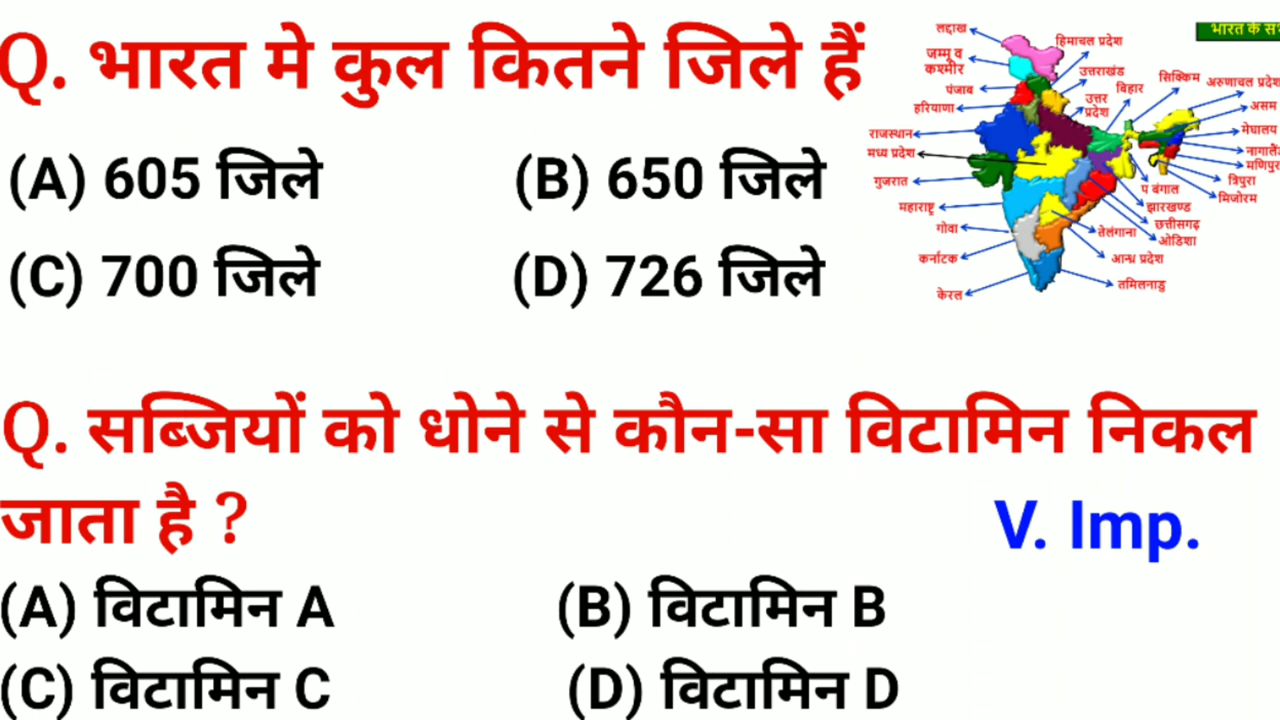 Q. भारत मे कुल कितने जिले हैं
(A) 605 जिले (B) 650 जिले
(C) 700 जिले (D) 726 जिले
भारत के
लद्दाख
हिमाचल प्रदेश
जम्मू व
कश्मीर
उत्तराखंड
सिक्किम
अरुणाचल प्रदेश
पंजाब
बिहार
उत्तर
प्रदेश
हरियाणा
असम
राजस्थान
मेघालय
मध्य प्रदेश
नागालैंड
मणिपुर
गुजरात
त्रिपुरा
प बंगाल
मिजोरम
महाराष्ट्र
झारखण्ड
छत्तीसगढ़
गोवा
तेलंगाना
ओडिशा
कर्नाटक
आन्ध्र प्रदेश
तमिलनाडु
केरल
Q. सब्जियों को धोने से कौन-सा विटामिन निकल
जाता है ?
V. Imp.
(A) विटामिन A (B) विटामिन B
(C) विटामिन C (D) विटामिन D